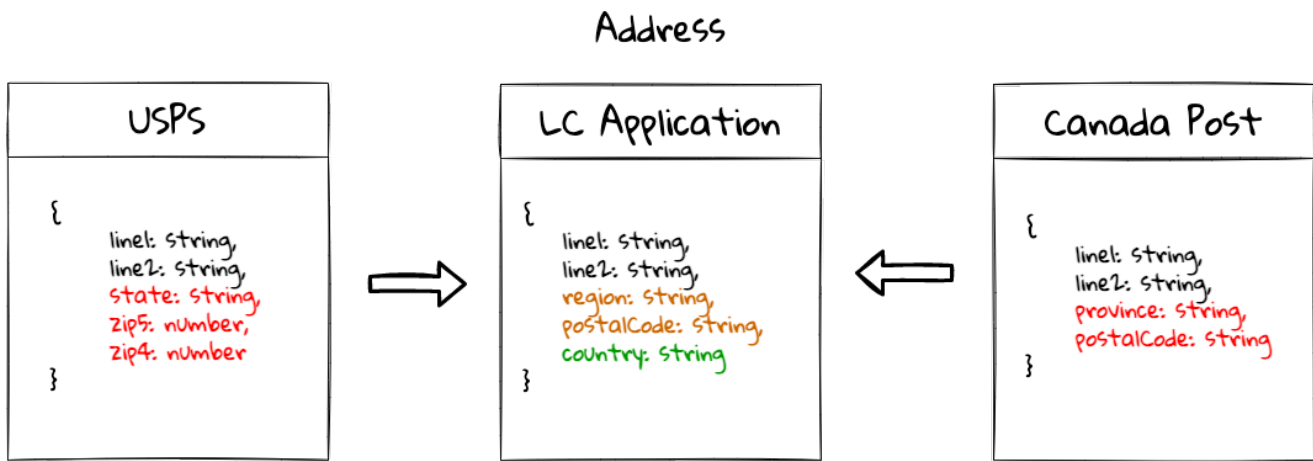 Address
USPS
{
line1: string,
line2: string,
state: string,
zip5: number,
zip4: number
}
LC Application
{
line1: string,
line2: string,
region: string,
postalCode: string,
country: string
}
Canada Post
{
line1: string,
line2: string,
province: string,
postalCode: string
}